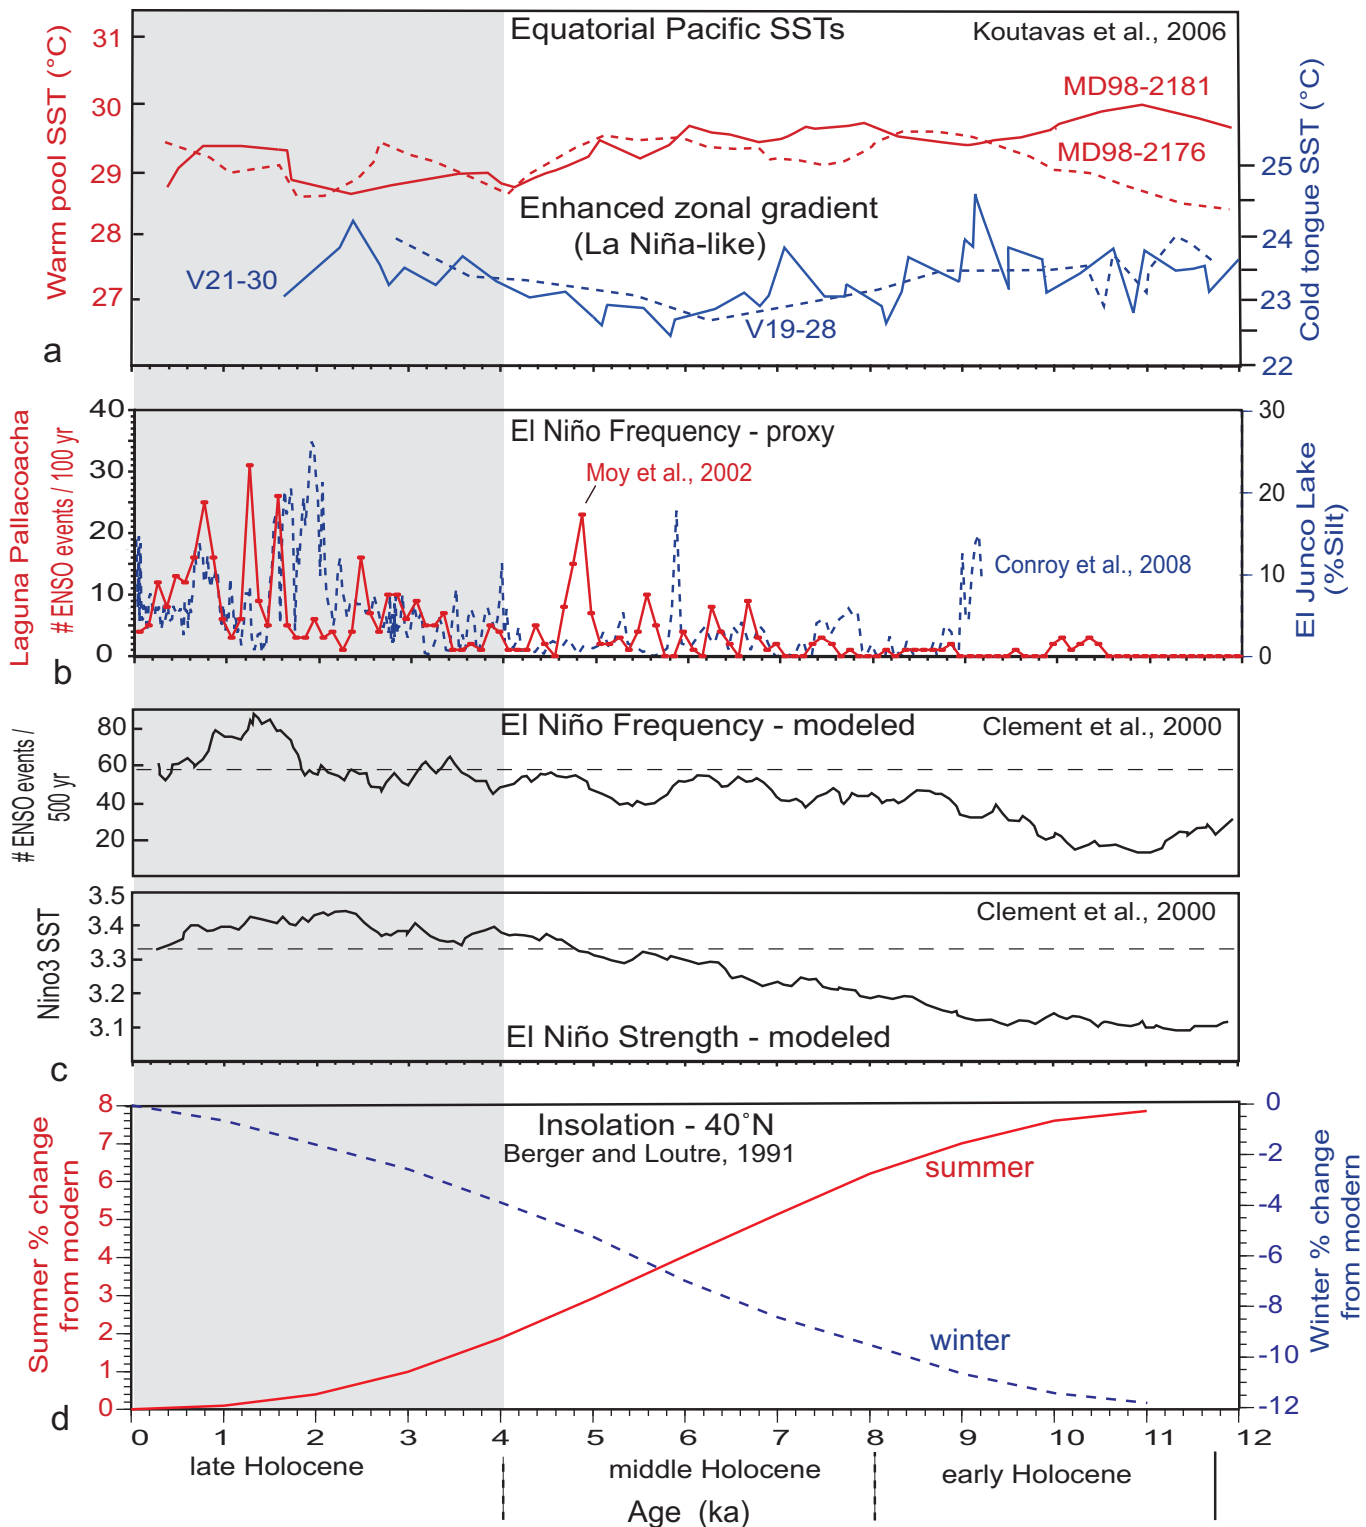 Equatorial Pacific SSTs
Koutavas et al., 2006
Warm pool SST (°C)
31
30
29
28
27
MD98-2181
MD98-2176
Enhanced zonal gradient
(La Niña-like)
V21-30
V19-28
Cold tongue SST (°C)
25
24
23
22
a
Laguna Pallacoacha
# ENSO events / 100 yr
40
30
20
10
0
El Niño Frequency - proxy
Moy et al., 2002
Conroy et al., 2008
30
20
10
0
El Junco Lake
(%Silt)
b
# ENSO events /
500 yr
80
60
40
20
El Niño Frequency - modeled
Clement et al., 2000
Nino3 SST
3.5
3.4
3.3
3.2
3.1
Clement et al., 2000
El Niño Strength - modeled
c
Summer % change
from modern
8
7
6
5
4
3
2
1
0
Insolation - 40°N
Berger and Loutre, 1991
summer
winter
0
-2
-4
-6
-8
-10
-12
Winter % change
from modern
d
0 1 2 3 4 5 6 7 8 9 10 11 12
late Holocene middle Holocene early Holocene
Age (ka)